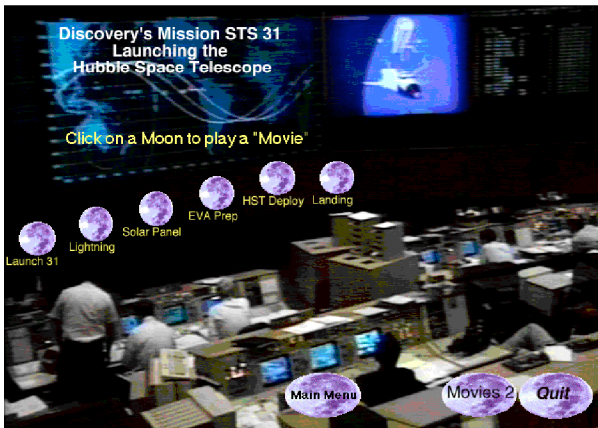 Discovery's Mission STS 31
Launching the
Hubble Space Telescope
Click on a Moon to play a "Movie"
Launch 31
Lightning
Solar Panel
EVA Prep
HST Deploy
Landing
Main Menu
Movies 2
Quit